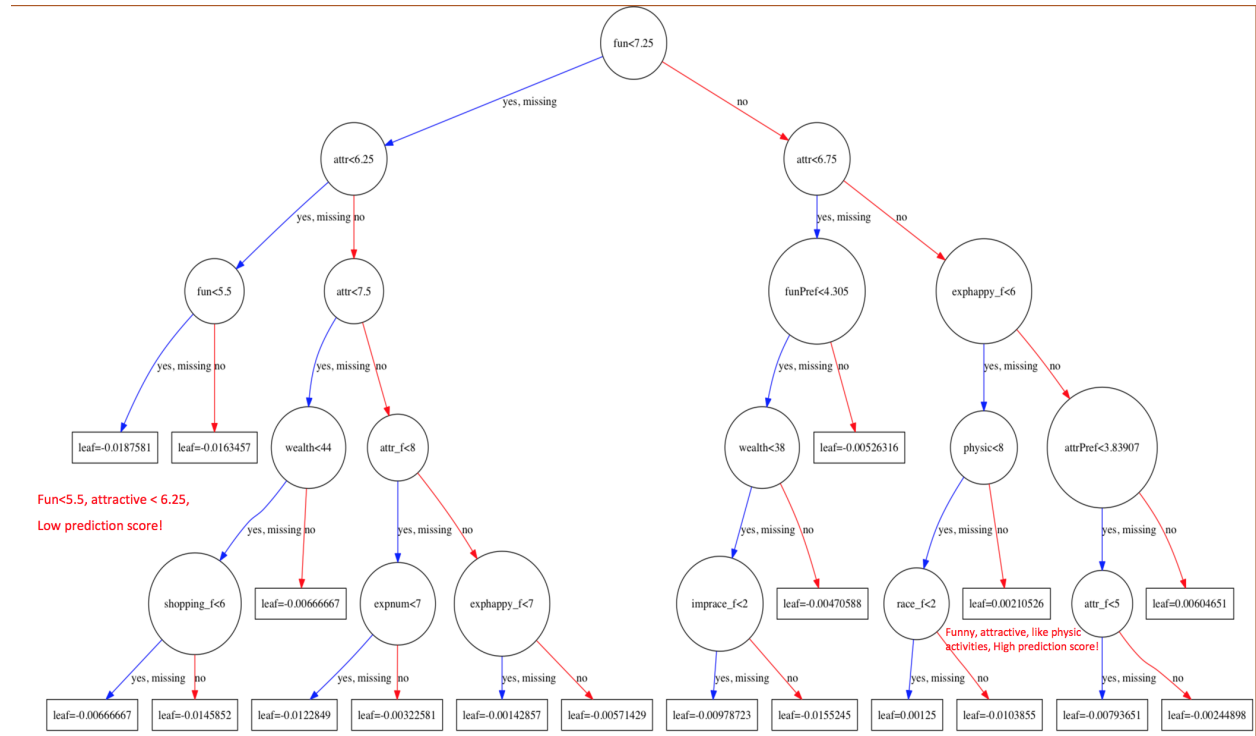 fun<7.25
yes, missing
no
attr<6.25
attr<6.75
yes, missing
no
yes, missing
no
fun<5.5
attr<7.5
funPref<4.305
exphappy_f<6
yes, missing
no
yes, missing
no
yes, missing
no
yes, missing
no
leaf=-0.0187581
leaf=-0.0163457
wealth<44
attr_f<8
wealth<38
leaf=-0.00526316
physic<8
attrPref<3.83907
Fun<5.5, attractive < 6.25,
Low prediction score!
yes, missing
no
yes, missing
no
yes, missing
no
yes, missing
no
yes, missing
no
shopping_f<6
leaf=-0.00666667
expnum<7
exphappy_f<7
imprace_f<2
leaf=-0.00470588
race_f<2
leaf=0.00210526
attr_f<5
leaf=0.00604651
Funny, attractive, like physic
activities, High prediction score!
yes, missing
no
yes, missing
no
yes, missing
no
yes, missing
no
yes, missing
no
yes, missing
no
leaf=-0.00666667
leaf=-0.0145852
leaf=-0.0122849
leaf=-0.00322581
leaf=-0.00142857
leaf=-0.00571429
leaf=-0.00978723
leaf=-0.0155245
leaf=0.00125
leaf=-0.0103855
leaf=-0.00793651
leaf=-0.00244898